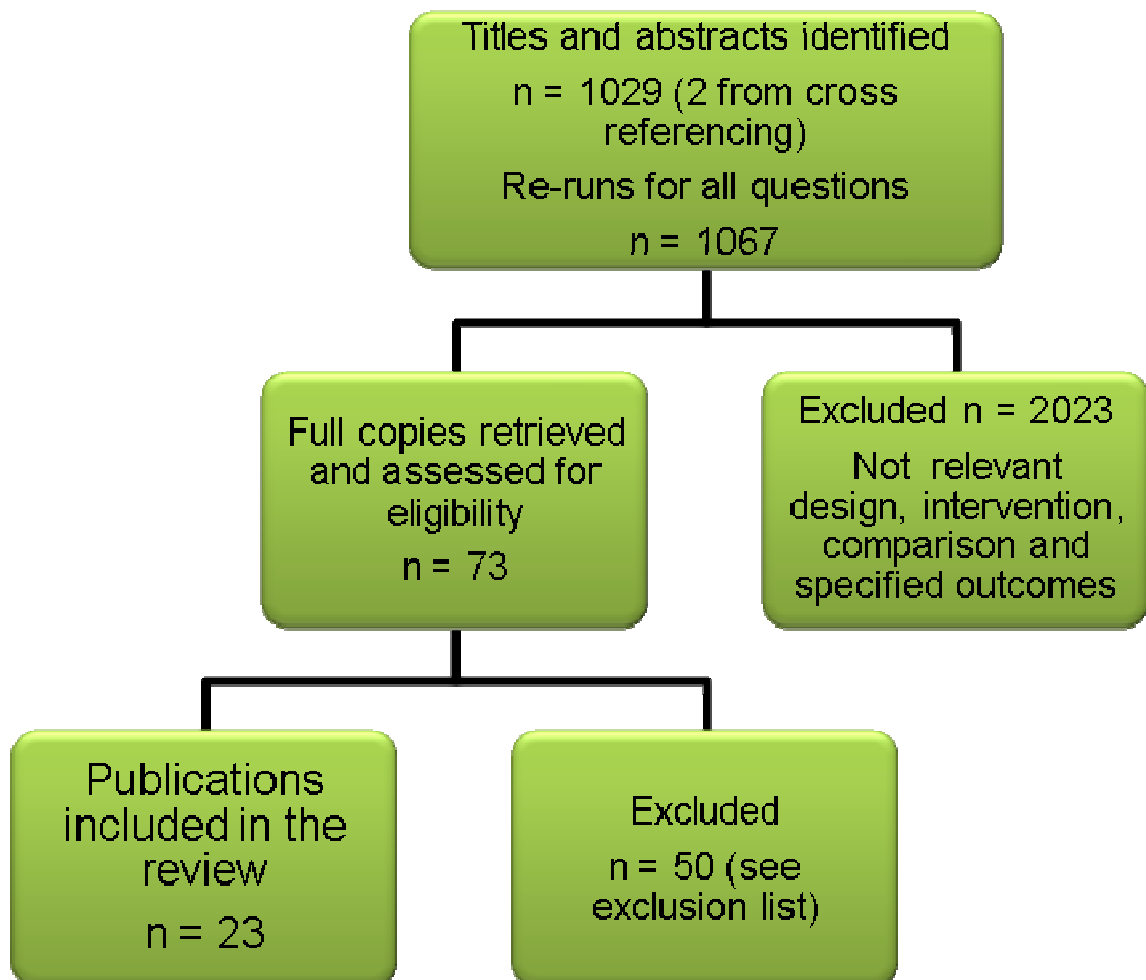 Titles and abstracts identified
n = 1029 (2 from cross
referencing)
Re-runs for all questions
n = 1067
Full copies retrieved
and assessed for
eligibility
n = 73
Excluded n = 2023
Not relevant
design, intervention,
comparison and
specified outcomes
Publications
included in the
review
n = 23
Excluded
n = 50 (see
exclusion list)